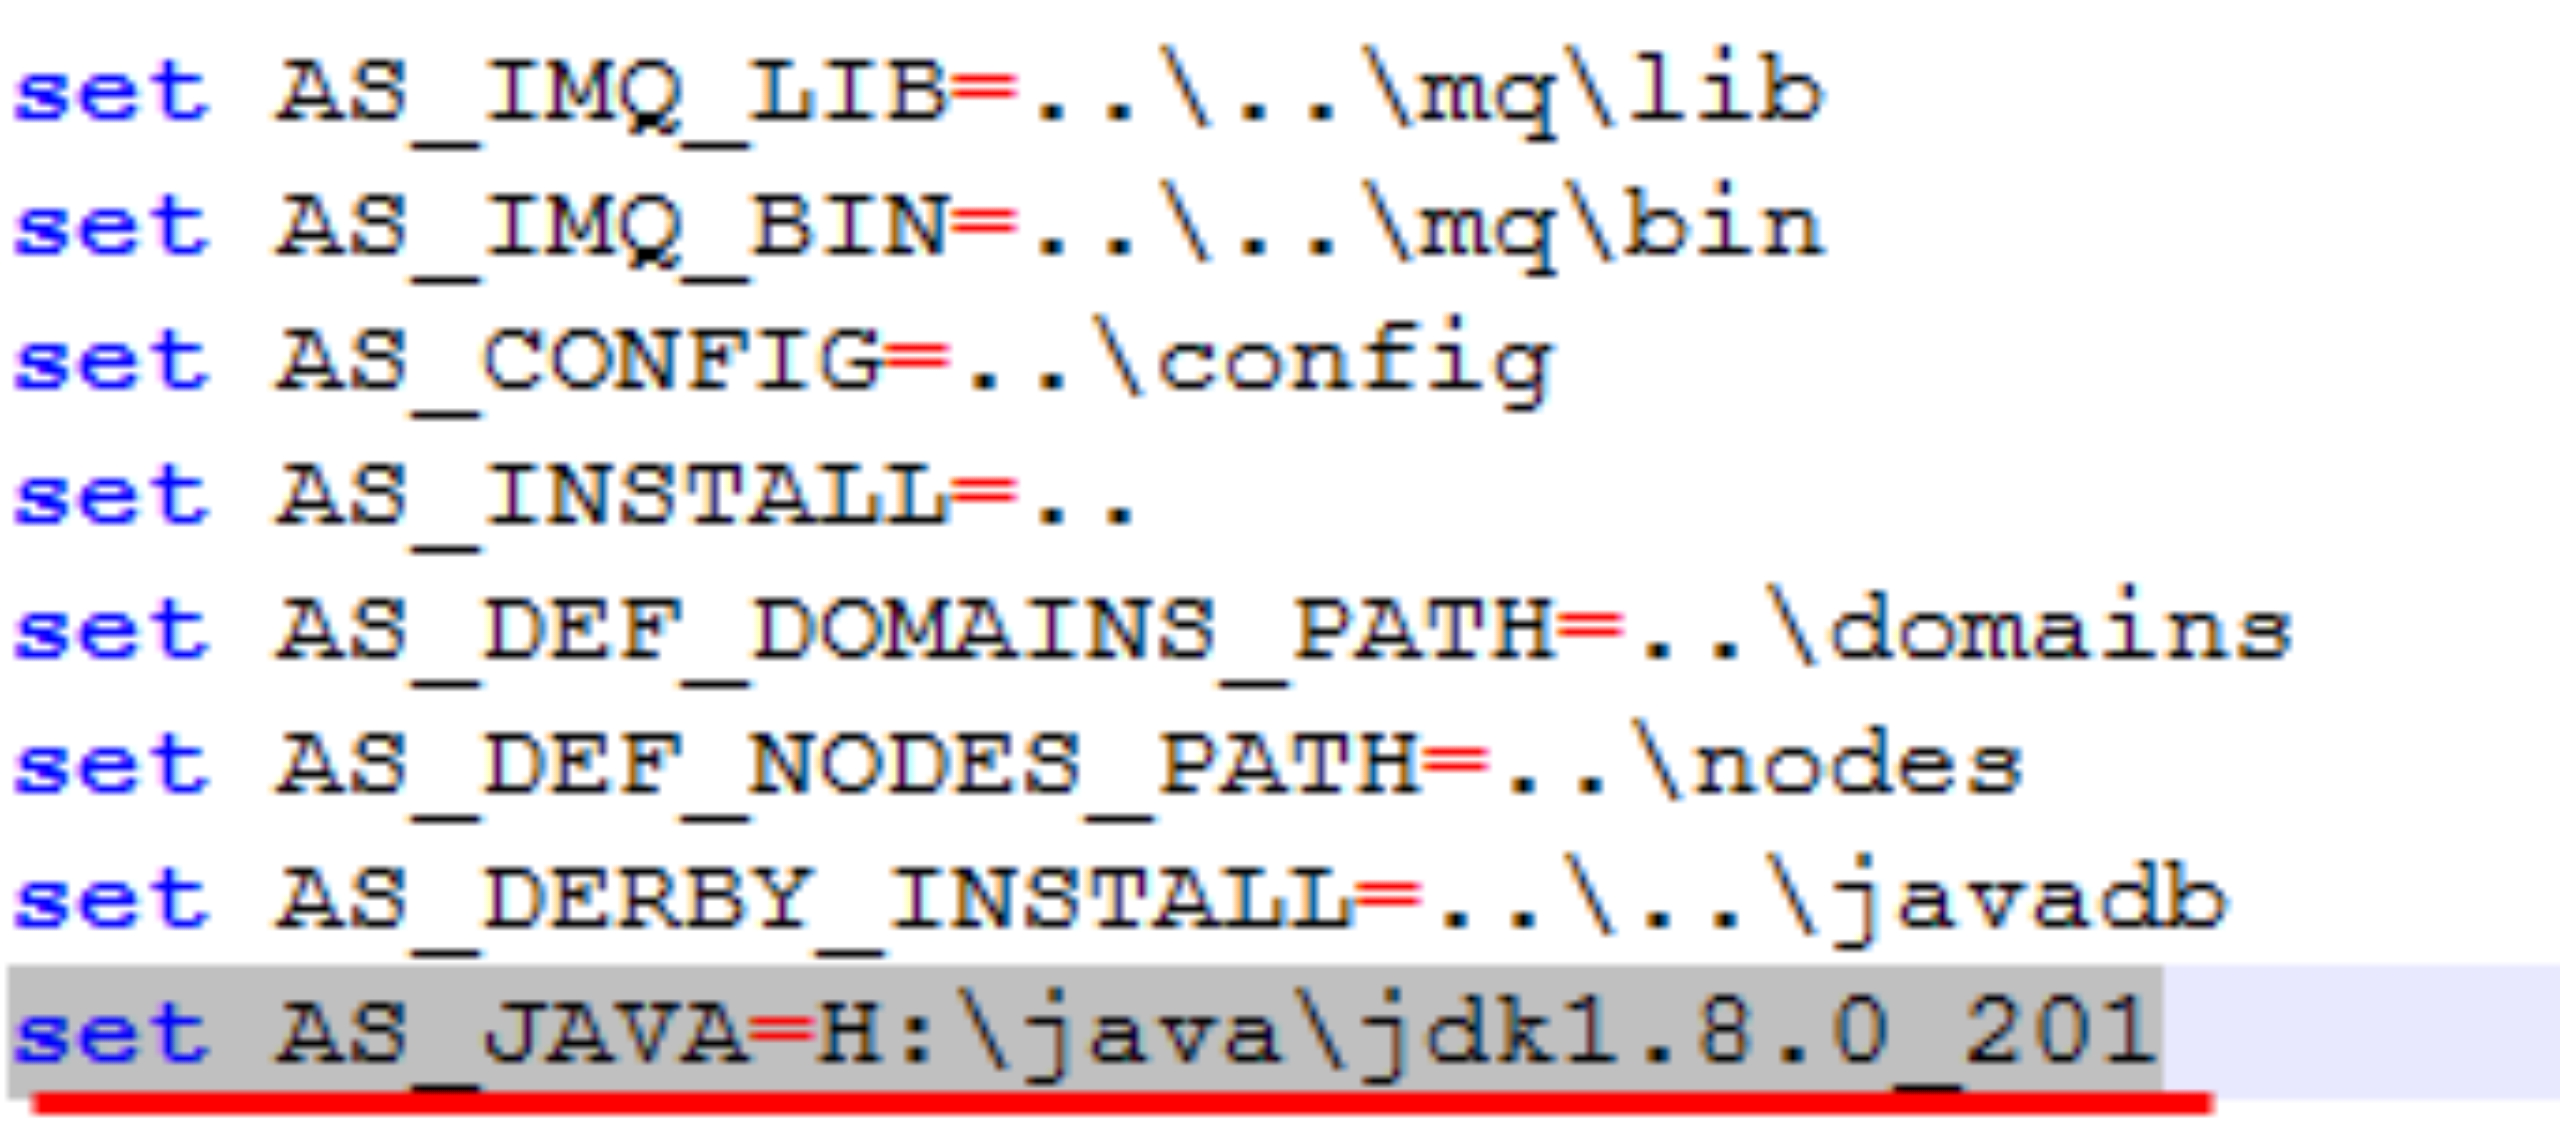 set AS_IMQ_LIB=..\..\mq\lib
set AS_IMQ_BIN=..\..\mq\bin
set AS_CONFIG=..\config
set AS_INSTALL=..
set AS_DEF_DOMAINS_PATH=..\domains
set AS_DEF_NODES_PATH=..\nodes
set AS_DERBY_INSTALL=..\..\javadb
set AS_JAVA=H:\java\jdk1.8.0_201